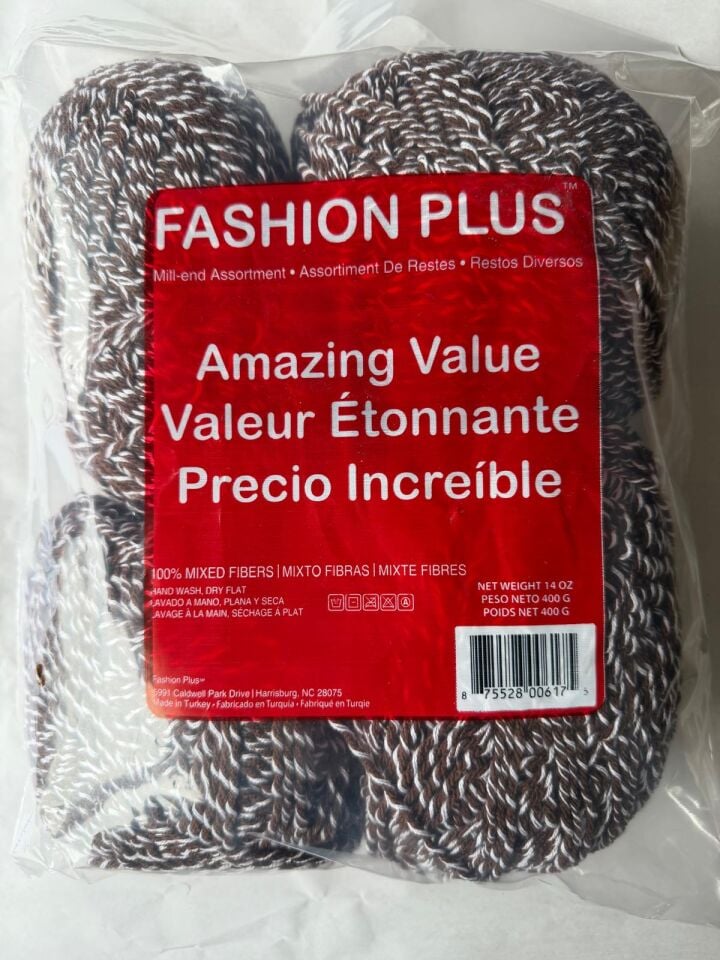 FASHION PLUS™
Mill-end Assortment • Assortiment De Restes • Restos Diversos
Amazing Value
Valeur Étonnante
Precio Increíble
100% MIXED FIBERS | MIXTO FIBRAS | MIXTE FIBRES
HAND WASH, DRY FLAT
LAVADO A MANO, PLANA Y SECA
LAVAGE À LA MAIN, SÉCHAGE À PLAT
NET WEIGHT 14 OZ
PESO NETO 400 G
POIDS NET 400 G
8 75528 00617 5
Fashion Plus℠
5991 Caldwell Park Drive | Harrisburg, NC 28075
Made in Turkey • Fabricado en Turquía • Fabriqué en Turqie